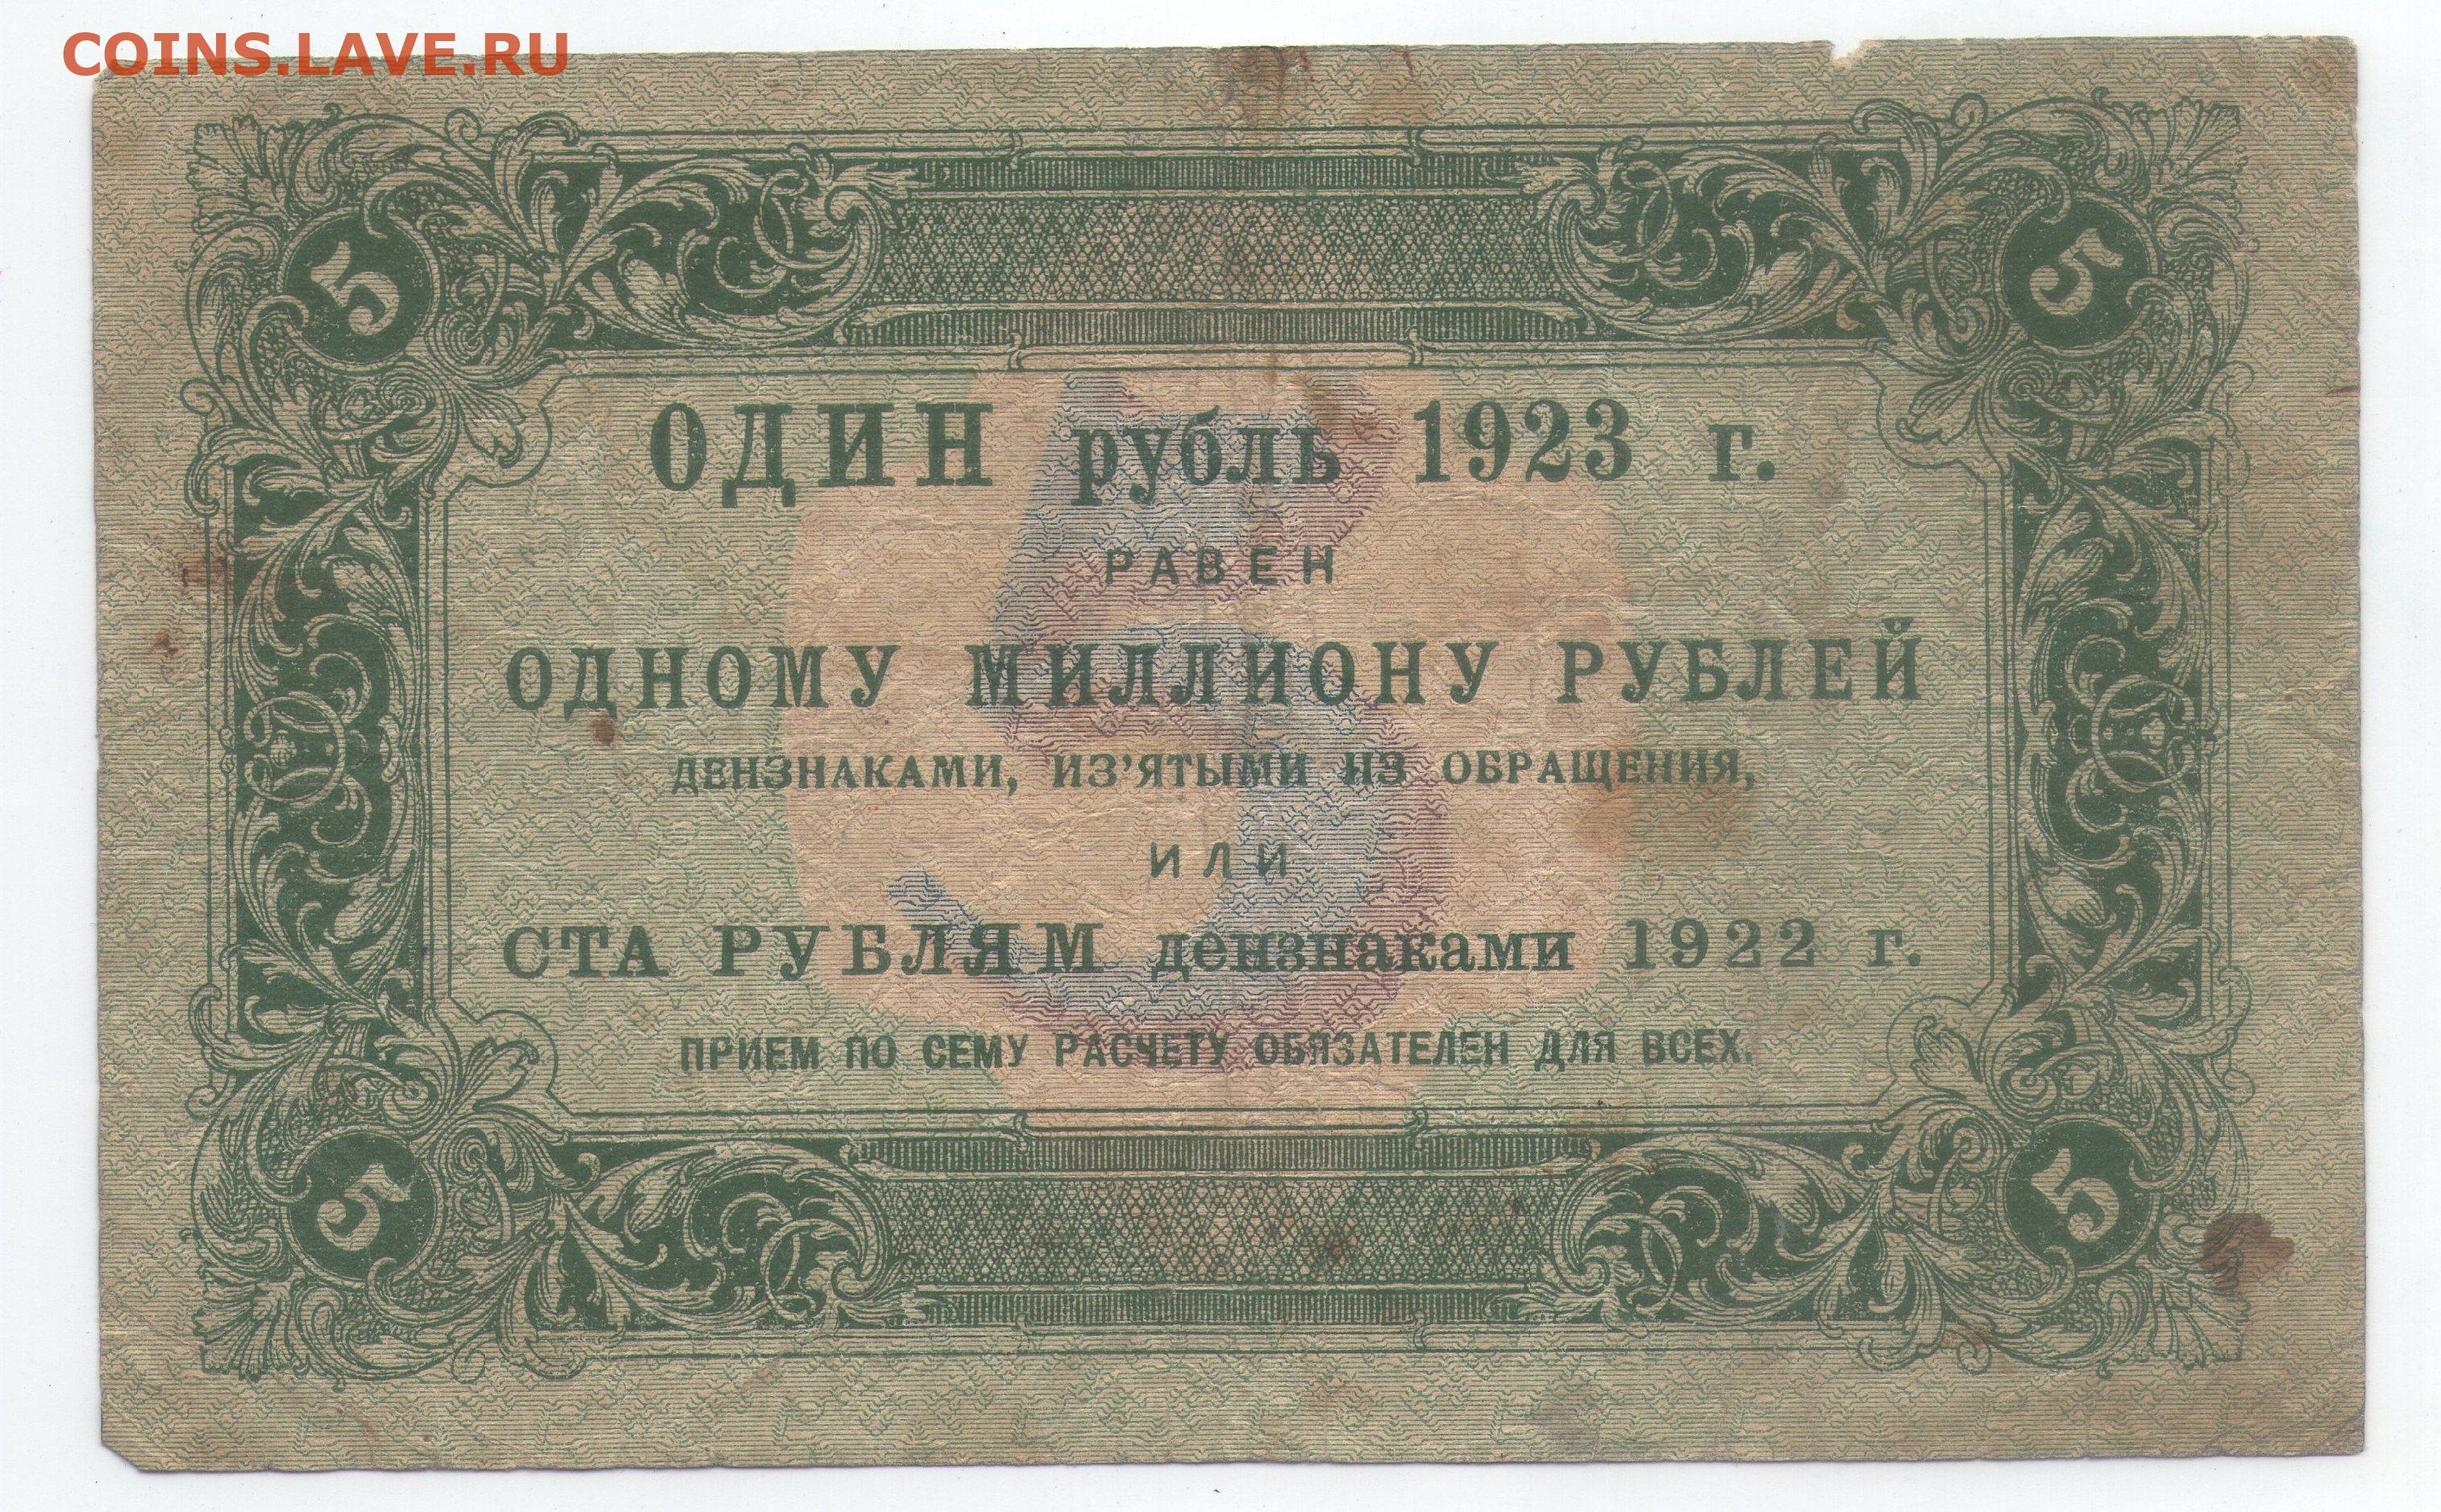 COINS.LAVE.RU
5 5
ОДИН рубль 1923 г.
РАВЕН
ОДНОМУ МИЛЛИОНУ РУБЛЕЙ
ДЕНЗНАКАМИ, ИЗ’ЯТЫМИ ИЗ ОБРАЩЕНИЯ,
ИЛИ
СТА РУБЛЯМ дензнаками 1922 г.
ПРИЕМ ПО СЕМУ РАСЧЕТУ ОБЯЗАТЕЛЕН ДЛЯ ВСЕХ.
5 5